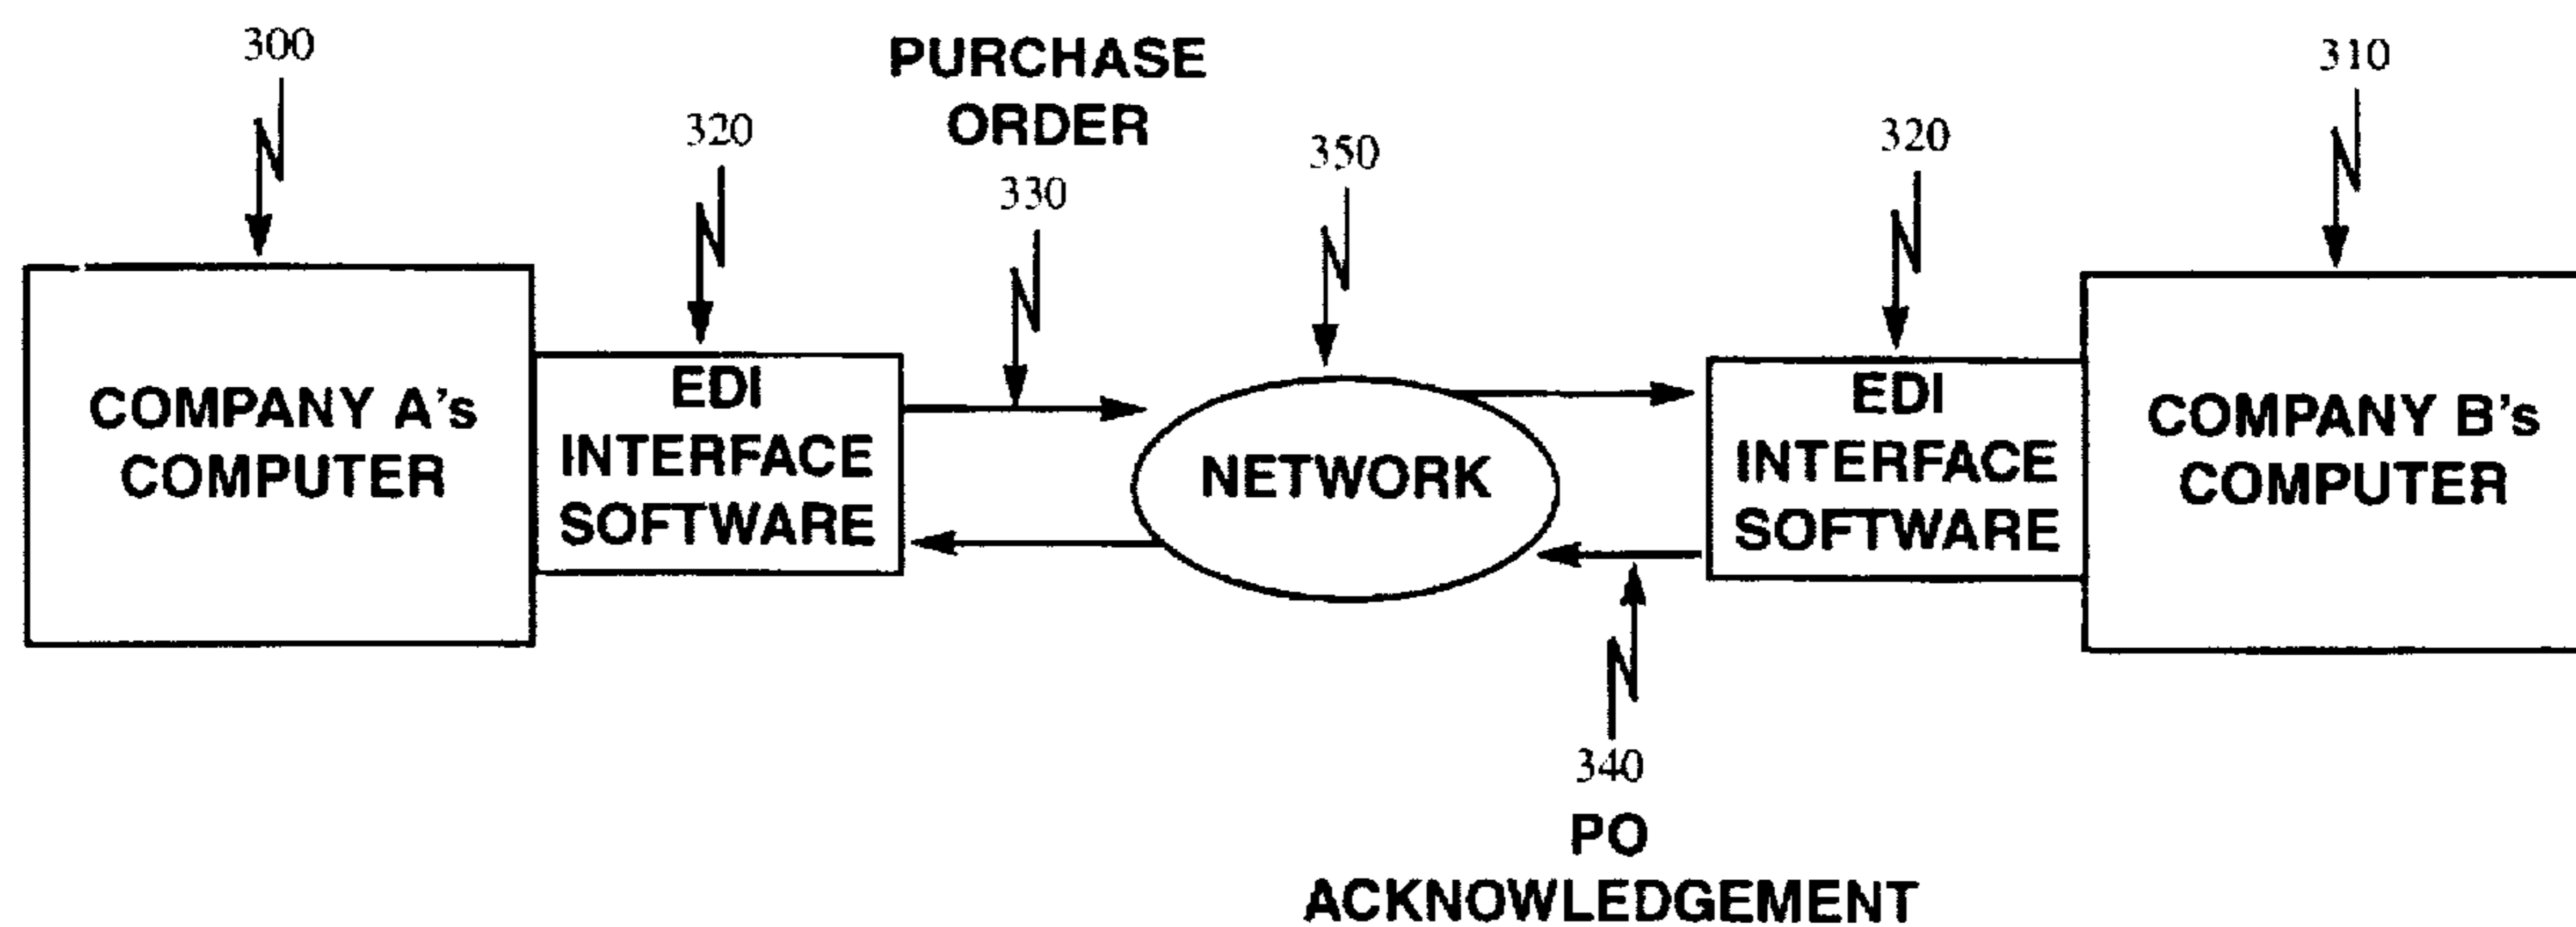 300
PURCHASE
ORDER
310
320
350
320
330
COMPANY A's
COMPUTER
EDI
INTERFACE
SOFTWARE
NETWORK
EDI
INTERFACE
SOFTWARE
COMPANY B's
COMPUTER
340
PO
ACKNOWLEDGEMENT